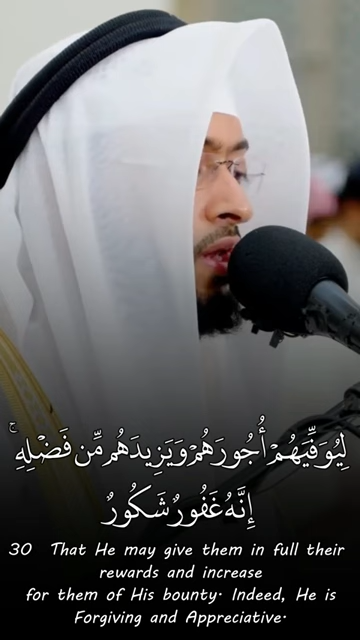 لِيُوَفِّيَهُمْ أُجُورَهُمْ وَيَزِيدَهُم مِّن فَضْلِهِۚ
إِنَّهُ غَفُورٌ شَكُورٌ
30 That He may give them in full their
rewards and increase
for them of His bounty. Indeed, He is
Forgiving and Appreciative.